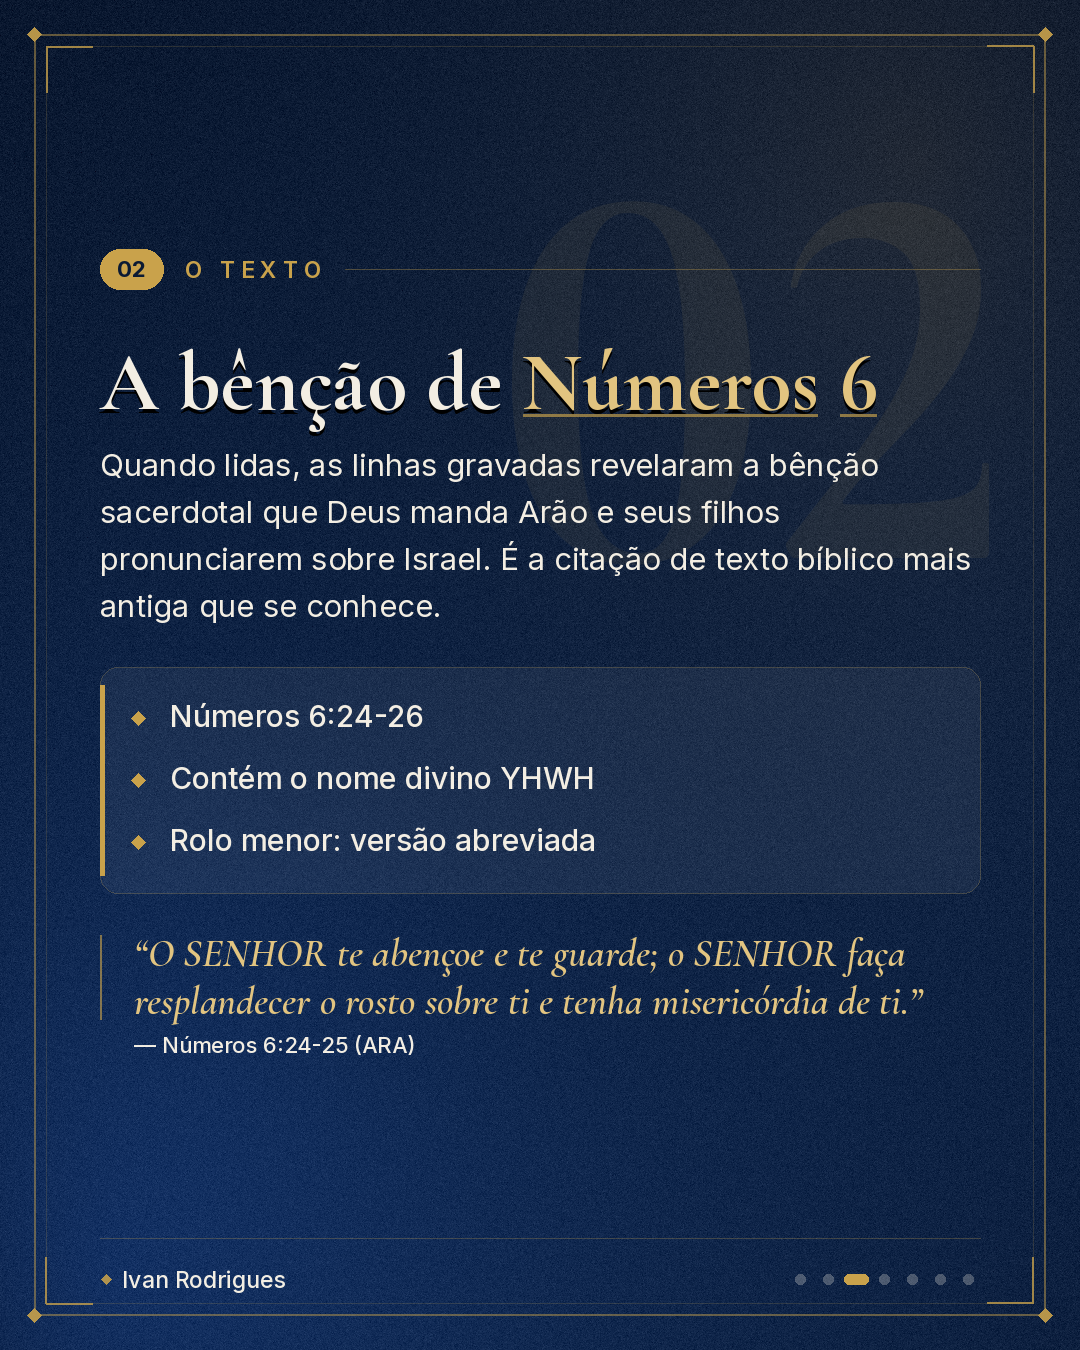 02 O TEXTO
02
A bênção de Números 6
Quando lidas, as linhas gravadas revelaram a bênção
sacerdotal que Deus manda Arão e seus filhos
pronunciarem sobre Israel. É a citação de texto bíblico mais
antiga que se conhece.
Números 6:24-26
Contém o nome divino YHWH
Rolo menor: versão abreviada
“O SENHOR te abençoe e te guarde; o SENHOR faça
resplandecer o rosto sobre ti e tenha misericórdia de ti.”
— Números 6:24-25 (ARA)
Ivan Rodrigues